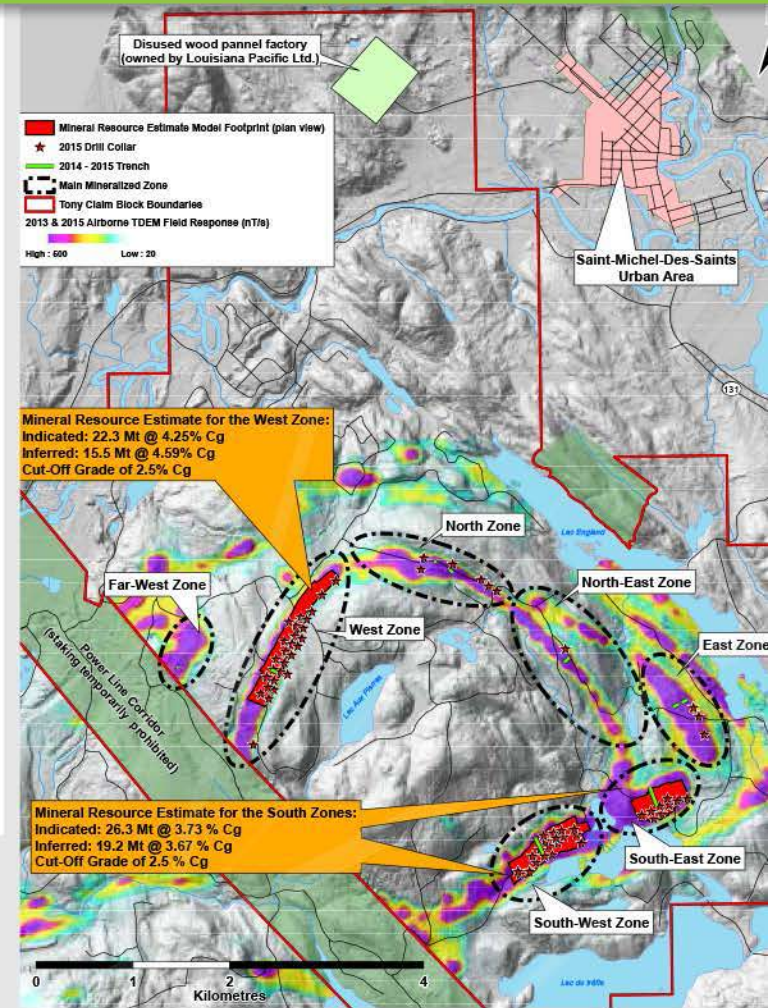 Disused wood pannel factory
(owned by Louisiana Pacific Ltd.)
Mineral Resource Estimate Model Footprint (plan view)
2015 Drill Collar
2014 - 2015 Trench
Main Mineralized Zone
Tony Claim Block Boundaries
2013 & 2015 Airborne TDEM Field Response (nT/s)
High : 500 Low : 20
Saint-Michel-Des-Saints
Urban Area
131
Mineral Resource Estimate for the West Zone:
Indicated: 22.3 Mt @ 4.25% Cg
Inferred: 15.5 Mt @ 4.59% Cg
Cut-Off Grade of 2.5% Cg
North Zone
Lac England
Far-West Zone
North-East Zone
West Zone
East Zone
Power Line Corridor
(staking temporarily prohibited)
Lac Aux Pierres
Mineral Resource Estimate for the South Zones:
Indicated: 26.3 Mt @ 3.73 % Cg
Inferred: 19.2 Mt @ 3.67 % Cg
Cut-Off Grade of 2.5 % Cg
South-East Zone
South-West Zone
0 1 2 4
Kilometres